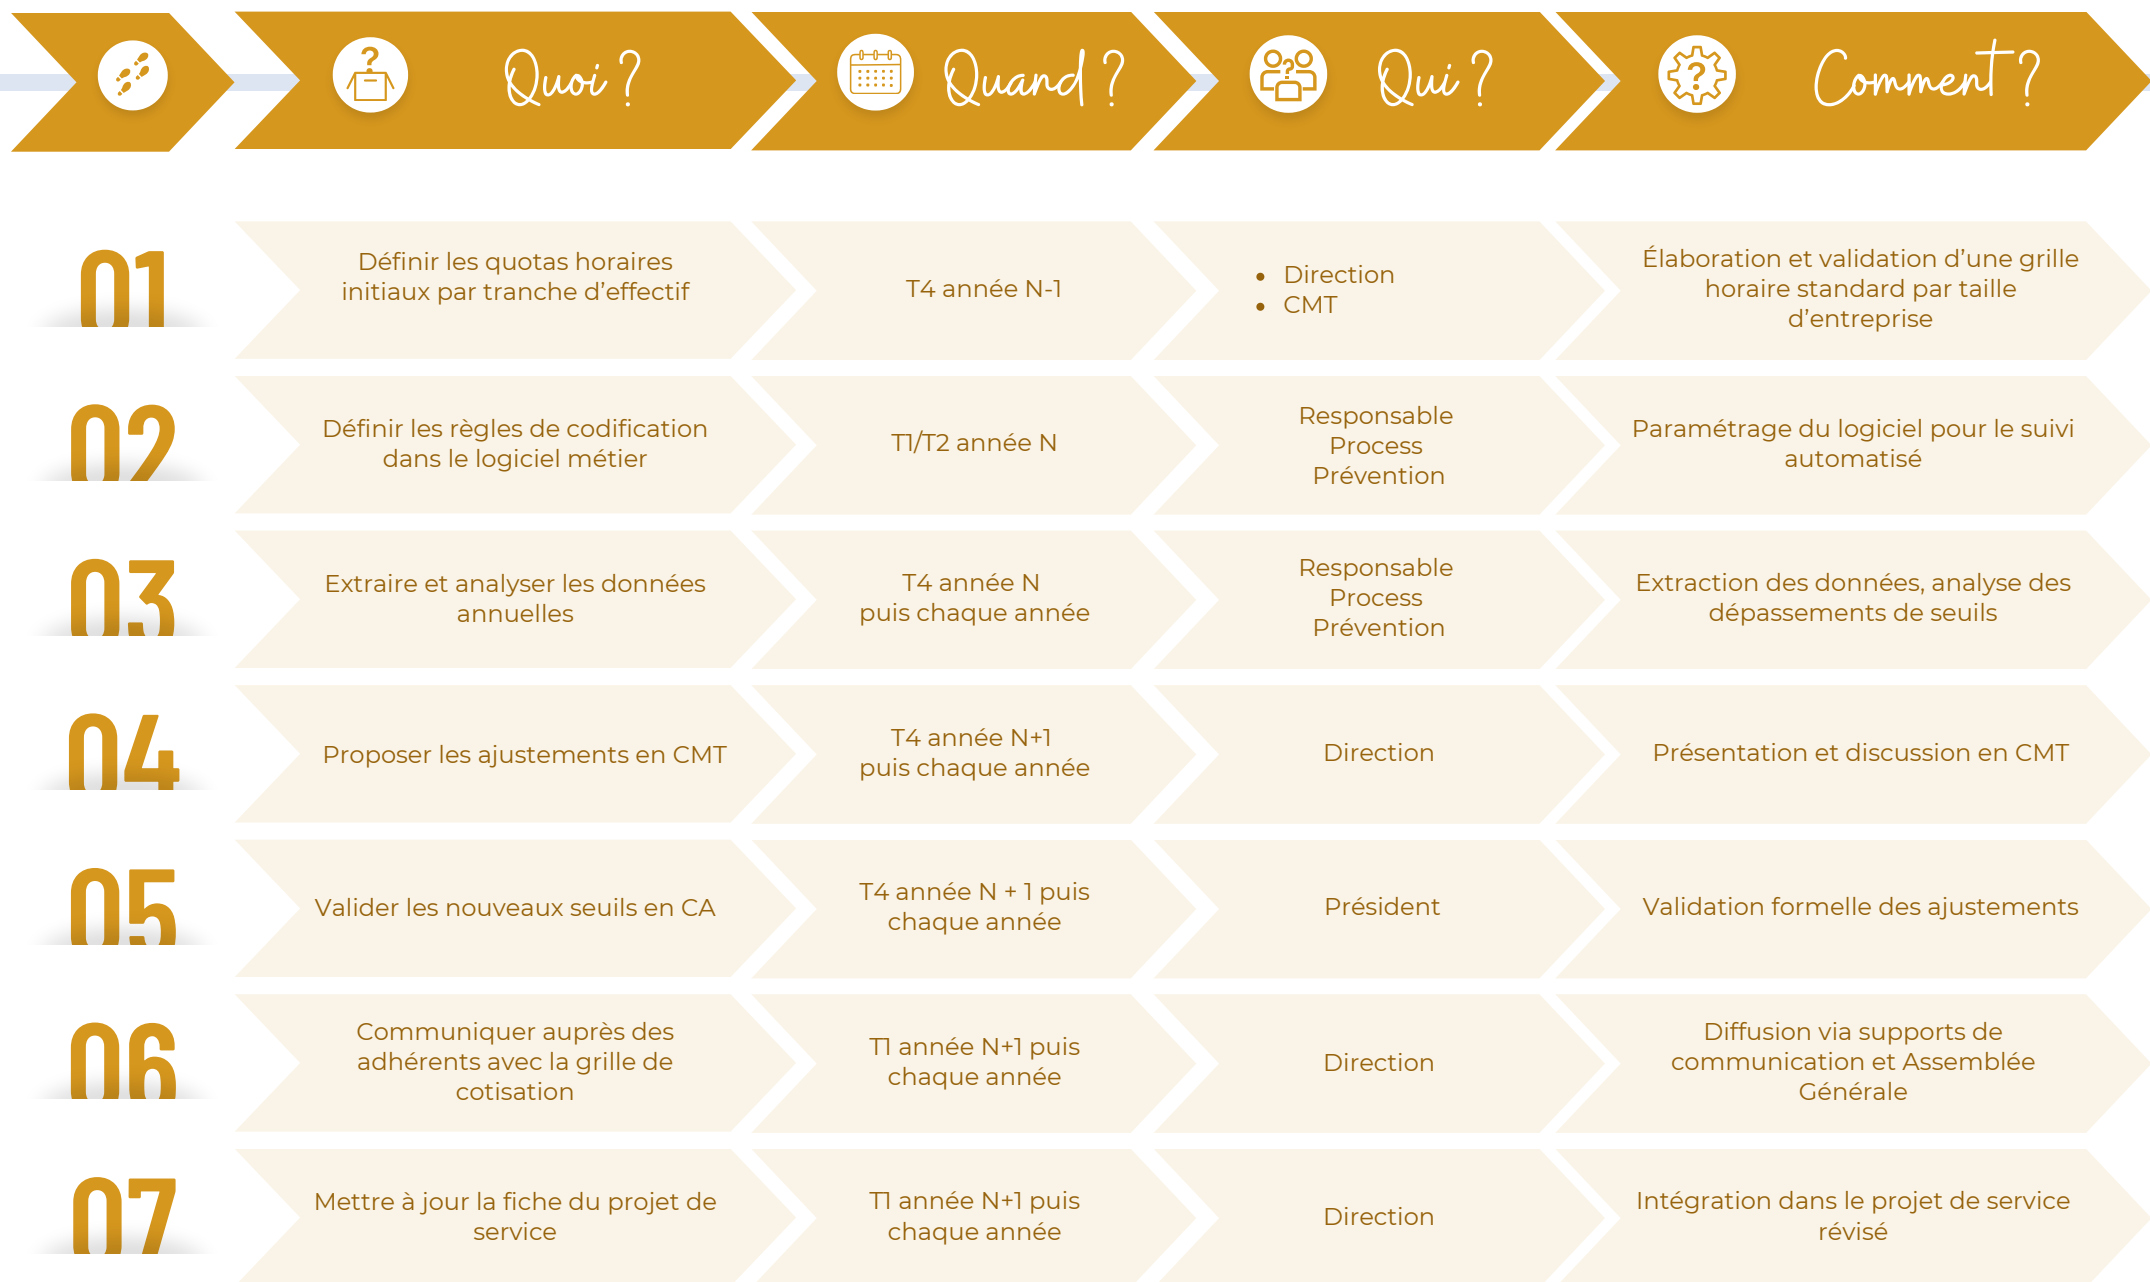 Quoi ?
Quand ?
Qui ?
Comment ?
01
Définir les quotas horaires
initiaux par tranche d’effectif
T4 année N-1
• Direction
• CMT
Élaboration et validation d’une grille
horaire standard par taille
d’entreprise
02
Définir les règles de codification
dans le logiciel métier
T1/T2 année N
Responsable
Process
Prévention
Paramétrage du logiciel pour le suivi
automatisé
03
Extraire et analyser les données
annuelles
T4 année N
puis chaque année
Responsable
Process
Prévention
Extraction des données, analyse des
dépassements de seuils
04
Proposer les ajustements en CMT
T4 année N+1
puis chaque année
Direction
Présentation et discussion en CMT
05
Valider les nouveaux seuils en CA
T4 année N + 1 puis
chaque année
Président
Validation formelle des ajustements
06
Communiquer auprès des
adhérents avec la grille de
cotisation
T1 année N+1 puis
chaque année
Direction
Diffusion via supports de
communication et Assemblée
Générale
07
Mettre à jour la fiche du projet de
service
T1 année N+1 puis
chaque année
Direction
Intégration dans le projet de service
révisé